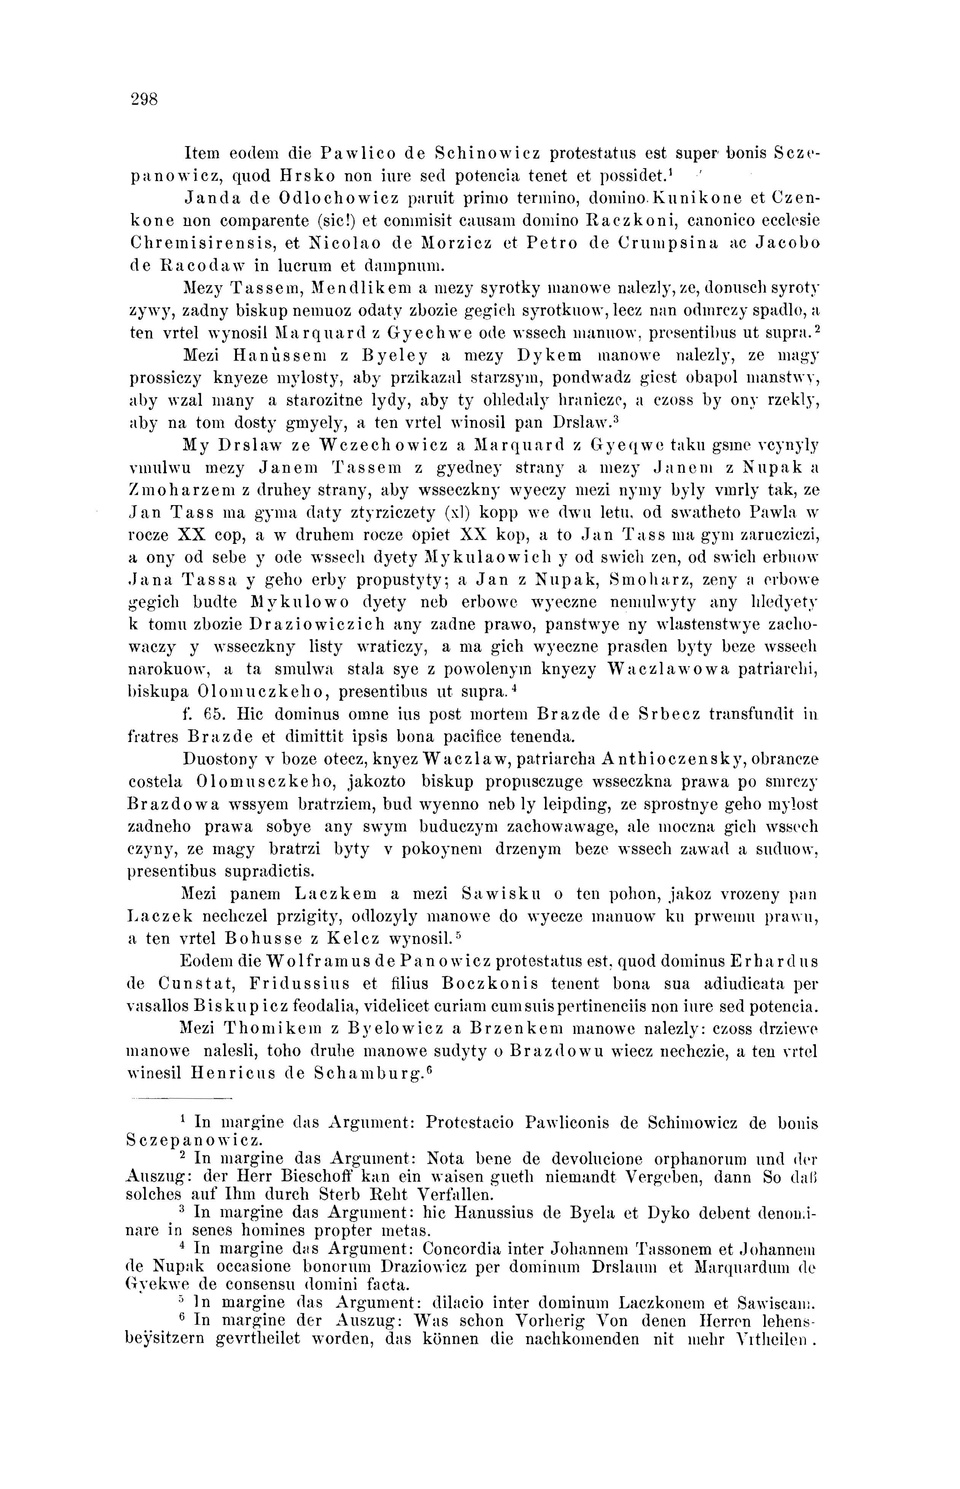 298
Item eodem die Pawlico de Schinowicz protestatus est super bonis Scze-
panowicz, quod Hrsko non iure sed potencia tenet et possidet.¹
Janda de Odlochowicz paruit primo termino, domino Kunikone et Czen-
kone non comparente (sic!) et commisit causam domino Raczkoni, canonico ecclesie
Chremisirensis, et Nicolao de Morzicz et Petro de Crumpsina ac Jacobo
de Racodaw in lucrum et dampnum.
Mezy Tassem, Mendlikem a mezy syrotky manowe nalezly, ze, donusch syroty
zywy, zadny biskup nemuoz odaty zbozie gegich syrotkuow, lecz nan odmrczy spadlo, a
ten vrtel wynosil Marquard z Gyechwe ode wssech manuow, presentibus ut supra.²
Mezi Hanùssem z Byeley a mezy Dykem manowe nalezly, ze magy
prossiczy knyeze mylosty, aby przikazal starzsym, pondwadz giest obapol manstwy,
aby wzal many a starozitne lydy, aby ty ohledaly hranicze, a czoss by ony rzekly,
aby na tom dosty gmyely, a ten vrtel winosil pan Drslaw.³
My Drslaw ze Wczechowicz a Marquard z Gyeqwe taku gsme vcynyly
vmulwu mezy Janem Tassem z gyedney strany a mezy Janem z Nupak a
Zmoharzem z druhey strany, aby wsseczkny wyeczy mezi nymy byly vmrly tak, ze
Jan Tass ma gyma daty ztyrziczety (xl) kopp we dwu letu, od swatheto Pawla w
rocze XX cop, a w druhem rocze opiet XX kop, a to Jan Tass ma gym zarucziczi,
a ony od sebe y ode wssech dyety Mykulaowich y od swich zen, od swich erbuow
Jana Tassa y geho erby propustyty; a Jan z Nupak, Smoharz, zeny a erbowe
gegich budte Mykulowo dyety neb erbowe wyeczne nemulwyty any hledyety
k tomu zbozie Draziowiczich any zadne prawo, panstwye ny wlastenstwye zacho-
waczy y wsseczkny listy wraticzy, a ma gich wyeczne prasden byty beze wssech
narokuow, a ta smulwa stala sye z powolenym knyezy Waczlawowa patriarchi,
biskupa Olomuczkeho, presentibus ut supra.⁴
f. 65. Hic dominus omne ius post mortem Brazde de Srbecz transfundit in
fratres Brazde et dimittit ipsis bona pacifice tenenda.
Duostony v boze otecz, knyez Waczlaw, patriarcha Anthioczensky, obrancze
costela Olomusczkeho, jakozto biskup propusczuge wsseczkna prawa po smrczy
Brazdowa wssyem bratrziem, bud wyenno neb ly leipding, ze sprostnye geho mylost
zadneho prawa sobye any swym buduczym zachowawage, ale moczna gich wssech
czyny, ze magy bratrzi byty v pokoynem drzenym beze wssech zawad a suduow,
presentibus supradictis.
Mezi panem Laczkem a mezi Sawisku o ten pohon, jakoz vrozeny pan
Laczek nechczel przigity, odlozyly manowe do wyecze manuow ku prwemu prawu,
a ten vrtel Bohusse z Kelcz wynosil.⁵
Eodem die Wolframus de Panowicz protestatus est, quod dominus Erhardus
de Cunstat, Fridussius et filius Boczkonis tenent bona sua adiudicata per
vasallos Biskupicz feodalia, videlicet curiam cum suis pertinenciis non iure sed potencia.
Mezi Thomikem z Byelowicz a Brzenkem manowe nalezly: czoss drziewe
manowe nalesli, toho druhe manowe sudyty o Brazdowu wiecz nechczie, a ten vrtel
winesil Henricus de Schamburg.⁶
¹ In margine das Argument: Protestacio Pawliconis de Schinowicz de bonis
Sczepanowicz.
² In margine das Argument: Nota bene de devolucione orphanorum und der
Auszug: der Herr Bieschoff kan ein waisen gueth niemandt Vergeben, dann So daß
solches auf Ihm durch Sterb Reht Verfallen.
³ In margine das Argument: hic Hanussius de Byela et Dyko debent denomi-
nare in senes homines propter metas.
⁴ In margine das Argument: Concordia inter Johannem Tassonem et Johannem
de Nupak occasione bonorum Draziowicz per dominum Drslaum et Marquardum de
Gyekwe de consensu domini facta.
⁵ In margine das Argument: dilacio inter dominum Laczkonem et Sawiscam.
⁶ In margine der Auszug: Was schon Vorherig Von denen Herren lehens-
beÿsitzern gevrtheilet worden, das können die nachkomenden nit mehr Vrtheilen.